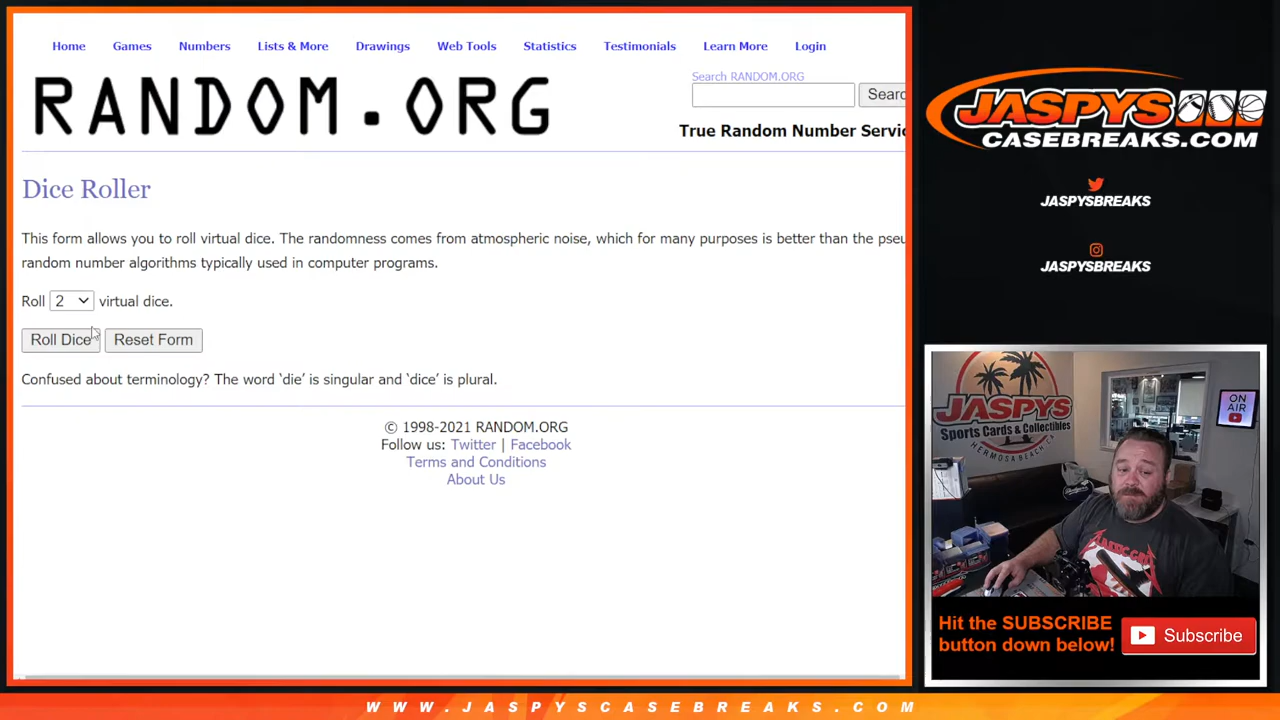 Home Games Numbers Lists & More Drawings Web Tools Statistics Testimonials Learn More Login
RANDOM.ORG
Search RANDOM.ORG
Searc
True Random Number Servic
Dice Roller
This form allows you to roll virtual dice. The randomness comes from atmospheric noise, which for many purposes is better than the pseu
random number algorithms typically used in computer programs.
Roll 2 virtual dice.
Roll Dice Reset Form
Confused about terminology? The word ‘die’ is singular and ‘dice’ is plural.
© 1998-2021 RANDOM.ORG
Follow us: Twitter | Facebook
Terms and Conditions
About Us
JASPYS
CASEBREAKS.COM
JASPYSBREAKS
JASPYSBREAKS
JASPYS
Sports Cards & Collectibles
HERMOSA BEACH, CA
ON
AIR
Hit the SUBSCRIBE
button down below!
Subscribe
WWW.JASPYSCASEBREAKS.COM